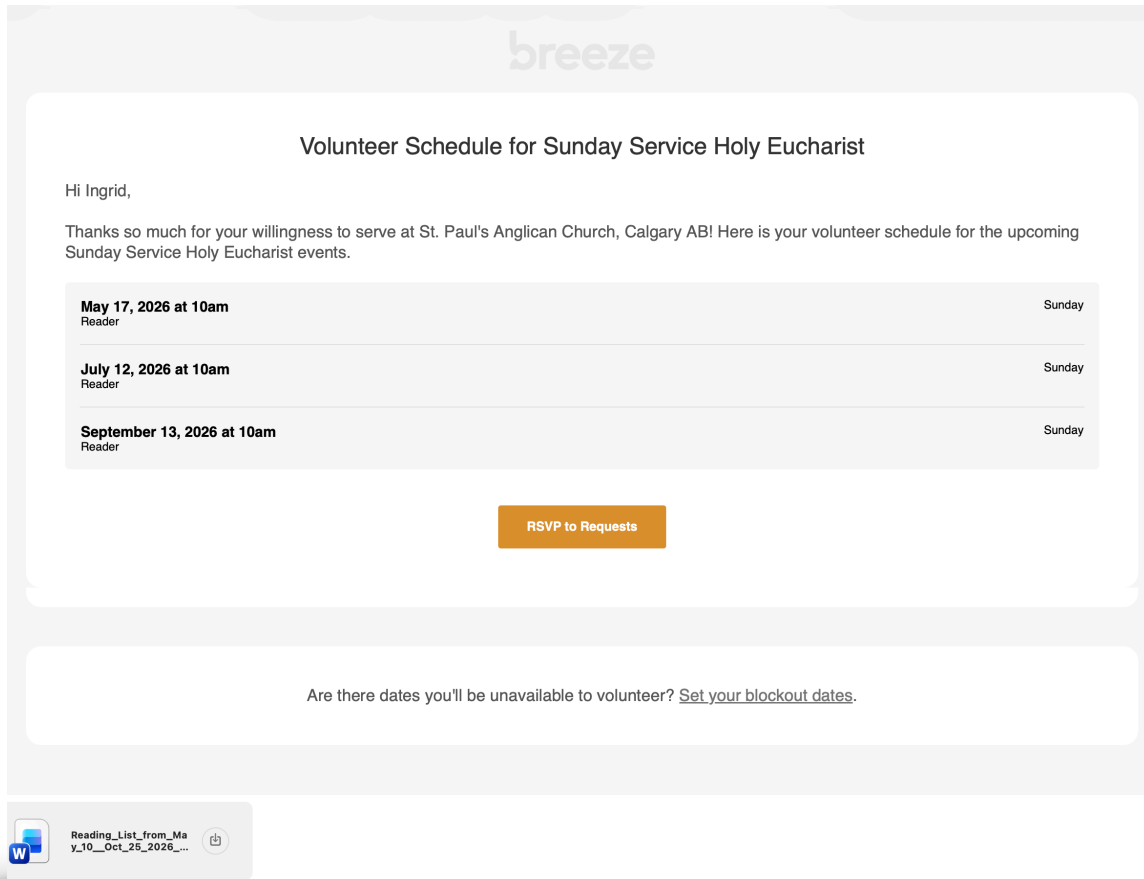 breeze
Volunteer Schedule for Sunday Service Holy Eucharist
Hi Ingrid,
Thanks so much for your willingness to serve at St. Paul's Anglican Church, Calgary AB! Here is your volunteer schedule for the upcoming
Sunday Service Holy Eucharist events.
May 17, 2026 at 10am
Sunday
Reader
July 12, 2026 at 10am
Sunday
Reader
September 13, 2026 at 10am
Sunday
Reader
RSVP to Requests
Are there dates you'll be unavailable to volunteer? Set your blockout dates.
Reading_List_from_Ma
y_10__Oct_25_2026_...
W